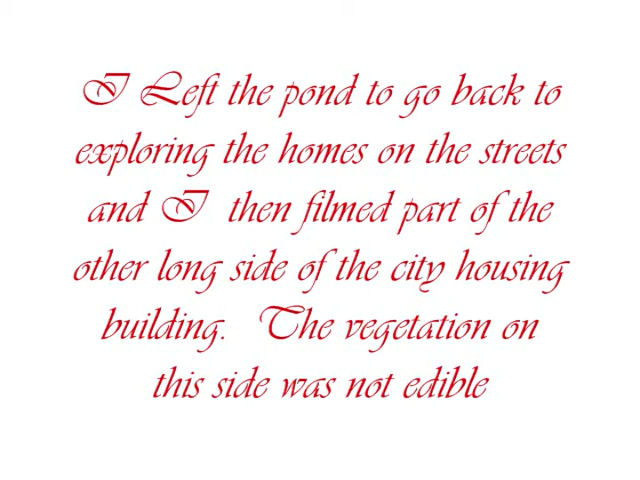 I Left the pond to go back to
exploring the homes on the streets
and I then filmed part of the
other long side of the city housing
building. The vegetation on
this side was not edible